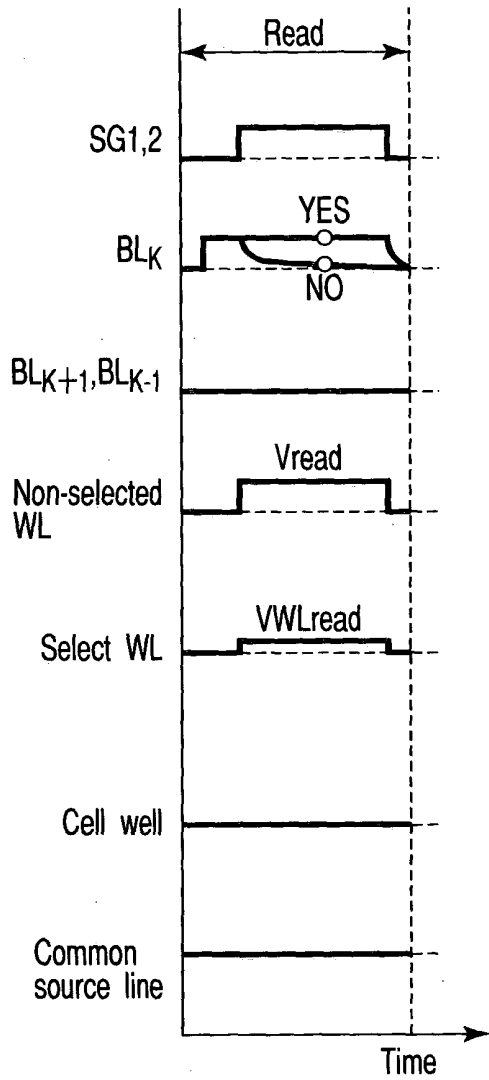 Read
SG1,2
YES
BLK
NO
BLK+1,BLK-1
Vread
Non-selected
WL
VWLread
Select WL
Cell well
Common
source line
Time